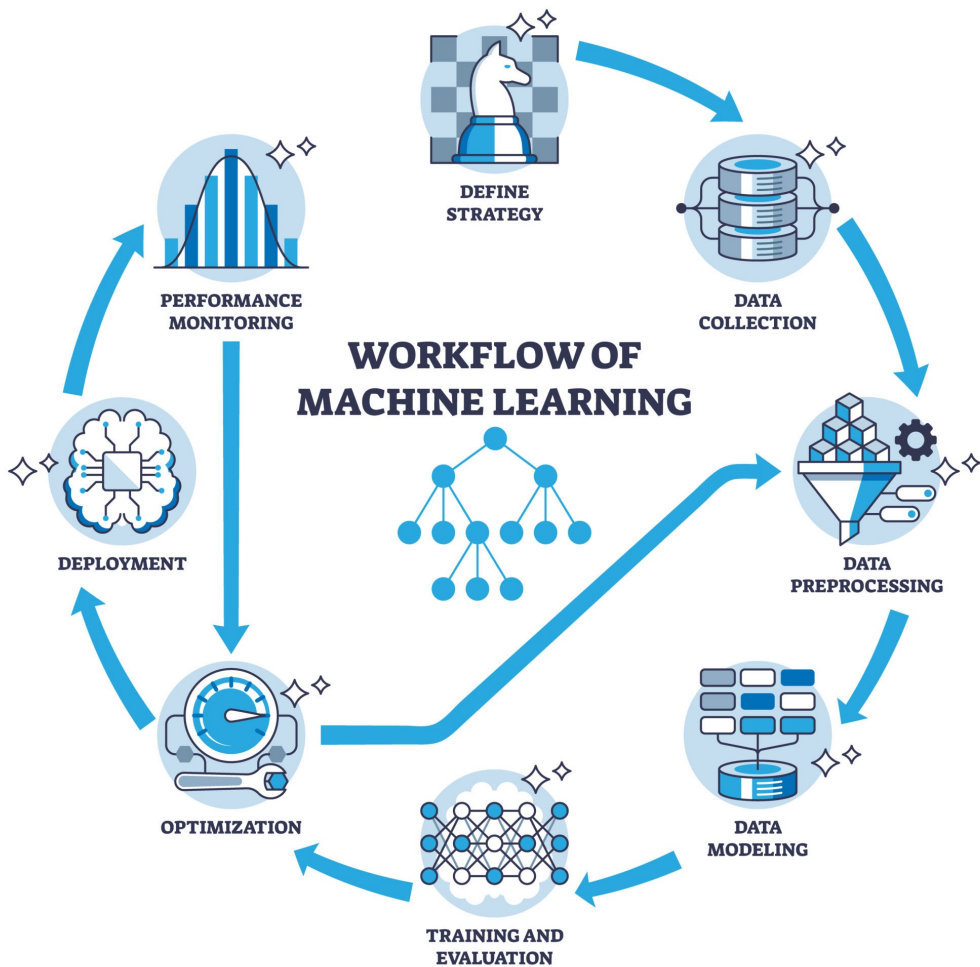 DEFINE
STRATEGY
DATA
COLLECTION
PERFORMANCE
MONITORING
WORKFLOW OF
MACHINE LEARNING
DEPLOYMENT
DATA
PREPROCESSING
OPTIMIZATION
DATA
MODELING
TRAINING AND
EVALUATION